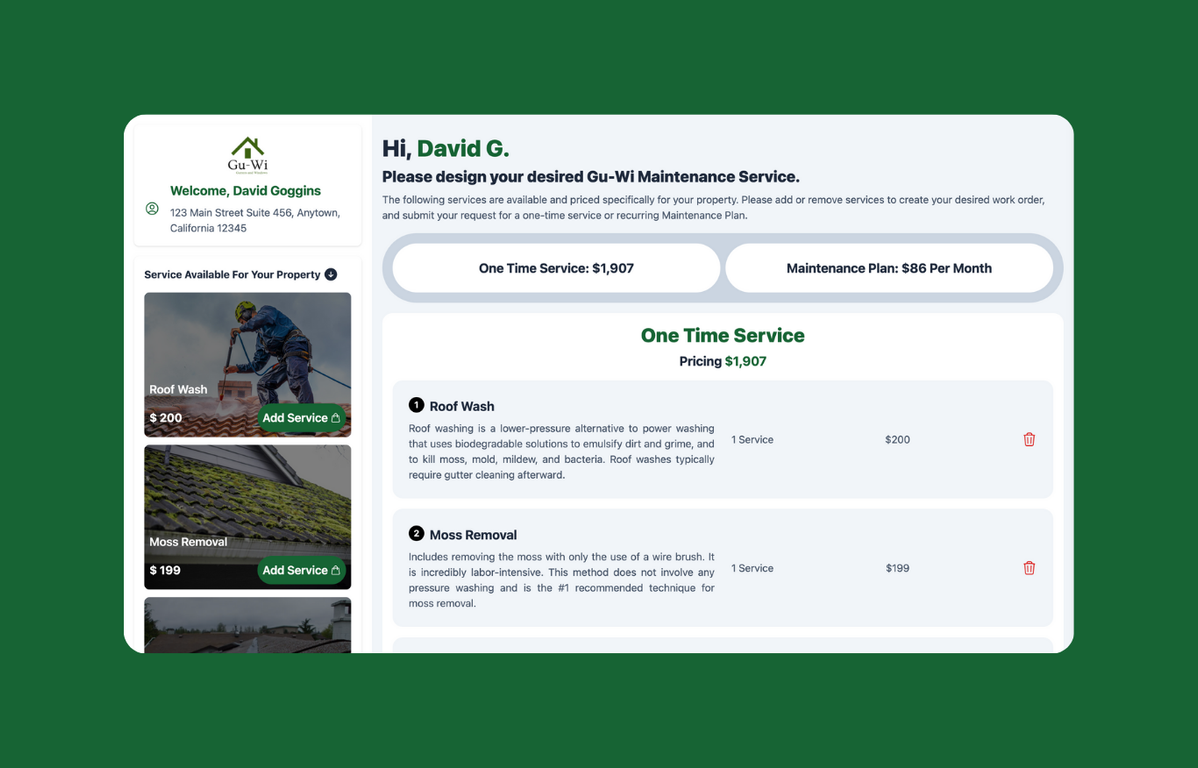 Gu-Wi
Welcome, David Goggins
123 Main Street Suite 456, Anytown,
California 12345
Service Available For Your Property
Roof Wash
$ 200
Add Service
Moss Removal
$ 199
Add Service
Hi, David G.
Please design your desired Gu-Wi Maintenance Service.
The following services are available and priced specifically for your property. Please add or remove services to create your desired work order,
and submit your request for a one-time service or recurring Maintenance Plan.
One Time Service: $1,907
Maintenance Plan: $86 Per Month
One Time Service
Pricing $1,907
1 Roof Wash
Roof washing is a lower-pressure alternative to power washing
that uses biodegradable solutions to emulsify dirt and grime, and
to kill moss, mold, mildew, and bacteria. Roof washes typically
require gutter cleaning afterward.
1 Service
$200
2 Moss Removal
Includes removing the moss with only the use of a wire brush. It
is incredibly labor-intensive. This method does not involve any
pressure washing and is the #1 recommended technique for
moss removal.
1 Service
$199